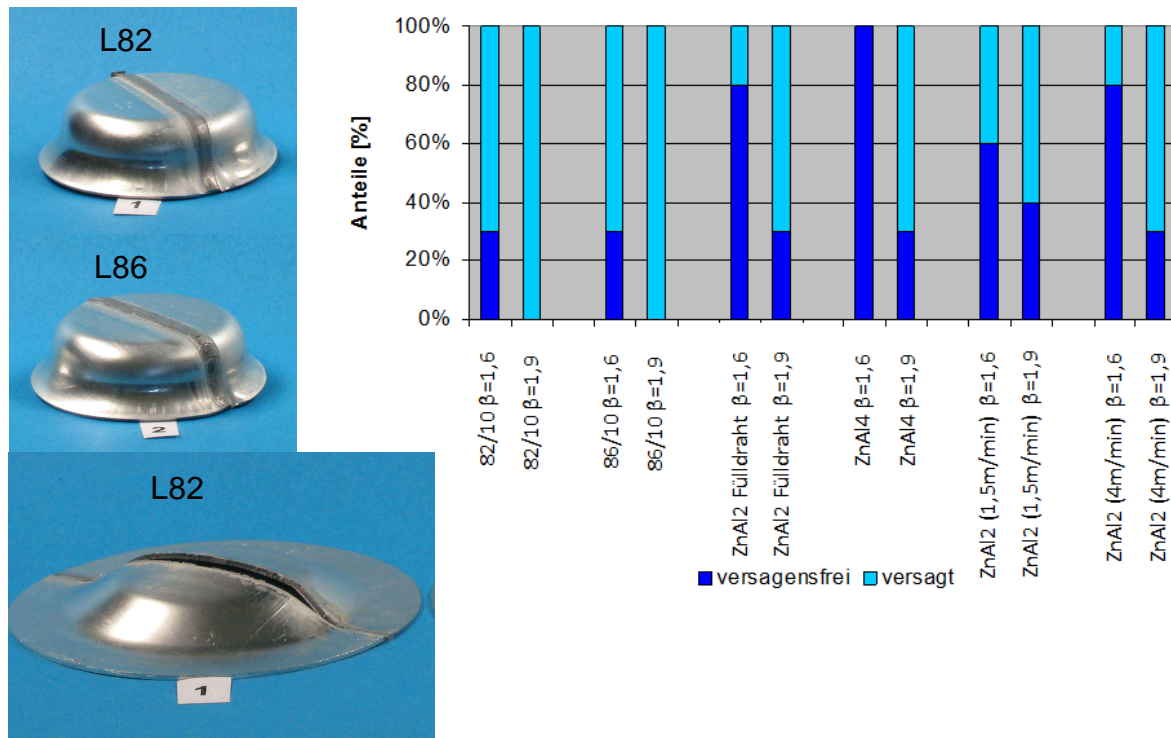 L82
1
L86
2
L82
1
Anteile [%]
100%
80%
60%
40%
20%
0%
82/10 β=1,6
82/10 β=1,9
86/10 β=1,6
86/10 β=1,9
ZnAl2 Fülldraht β=1,6
ZnAl2 Fülldraht β=1,9
ZnAl4 β=1,6
ZnAl4 β=1,9
ZnAl2 (1,5m/min) β=1,6
ZnAl2 (1,5m/min) β=1,9
ZnAl2 (4m/min) β=1,6
ZnAl2 (4m/min) β=1,9
versagensfrei versagt